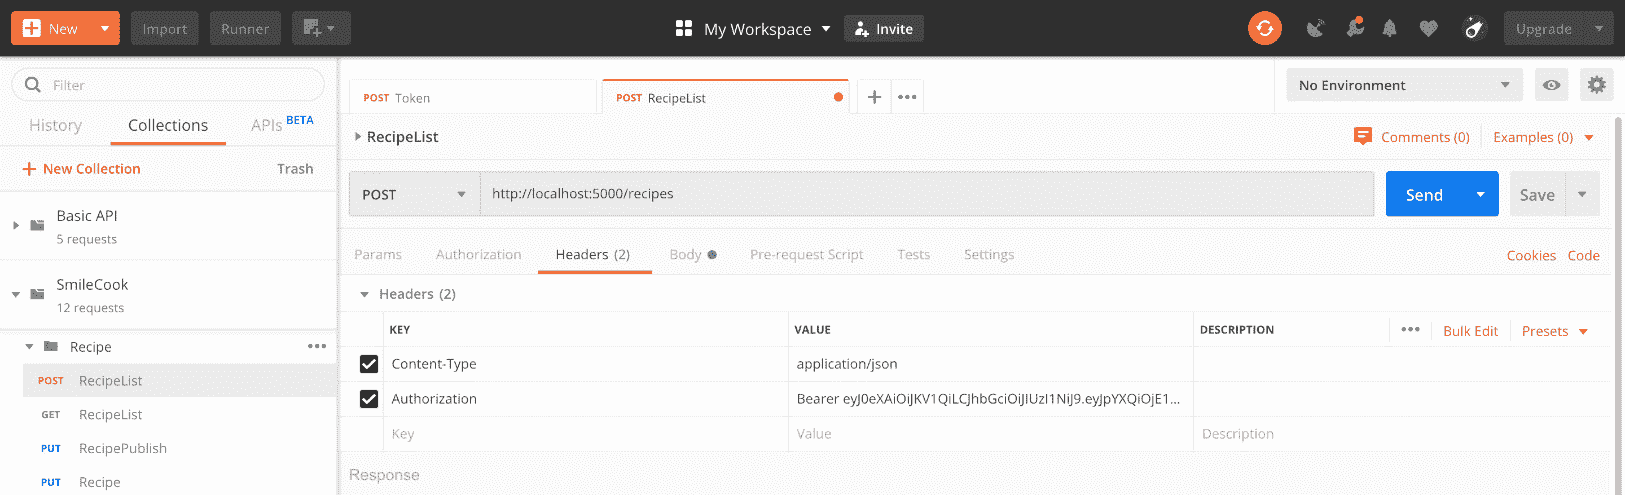 New Import Runner My Workspace Invite Upgrade
Filter
History Collections APIs BETA
New Collection Trash
Basic API
5 requests
SmileCook
12 requests
Recipe
POST RecipeList
GET RecipeList
PUT RecipePublish
PUT Recipe
POST Token POST RecipeList No Environment
RecipeList Comments (0) Examples (0)
POST http://localhost:5000/recipes Send Save
Params Authorization Headers (2) Body Pre-request Script Tests Settings Cookies Code
Headers (2)
KEY VALUE DESCRIPTION Bulk Edit Presets
Content-Type application/json
Authorization Bearer eyJ0eXAiOiJKV1QiLCJhbGciOiJIUzI1NiJ9.eyJpYXQiOjE1...
Key Value Description
Response